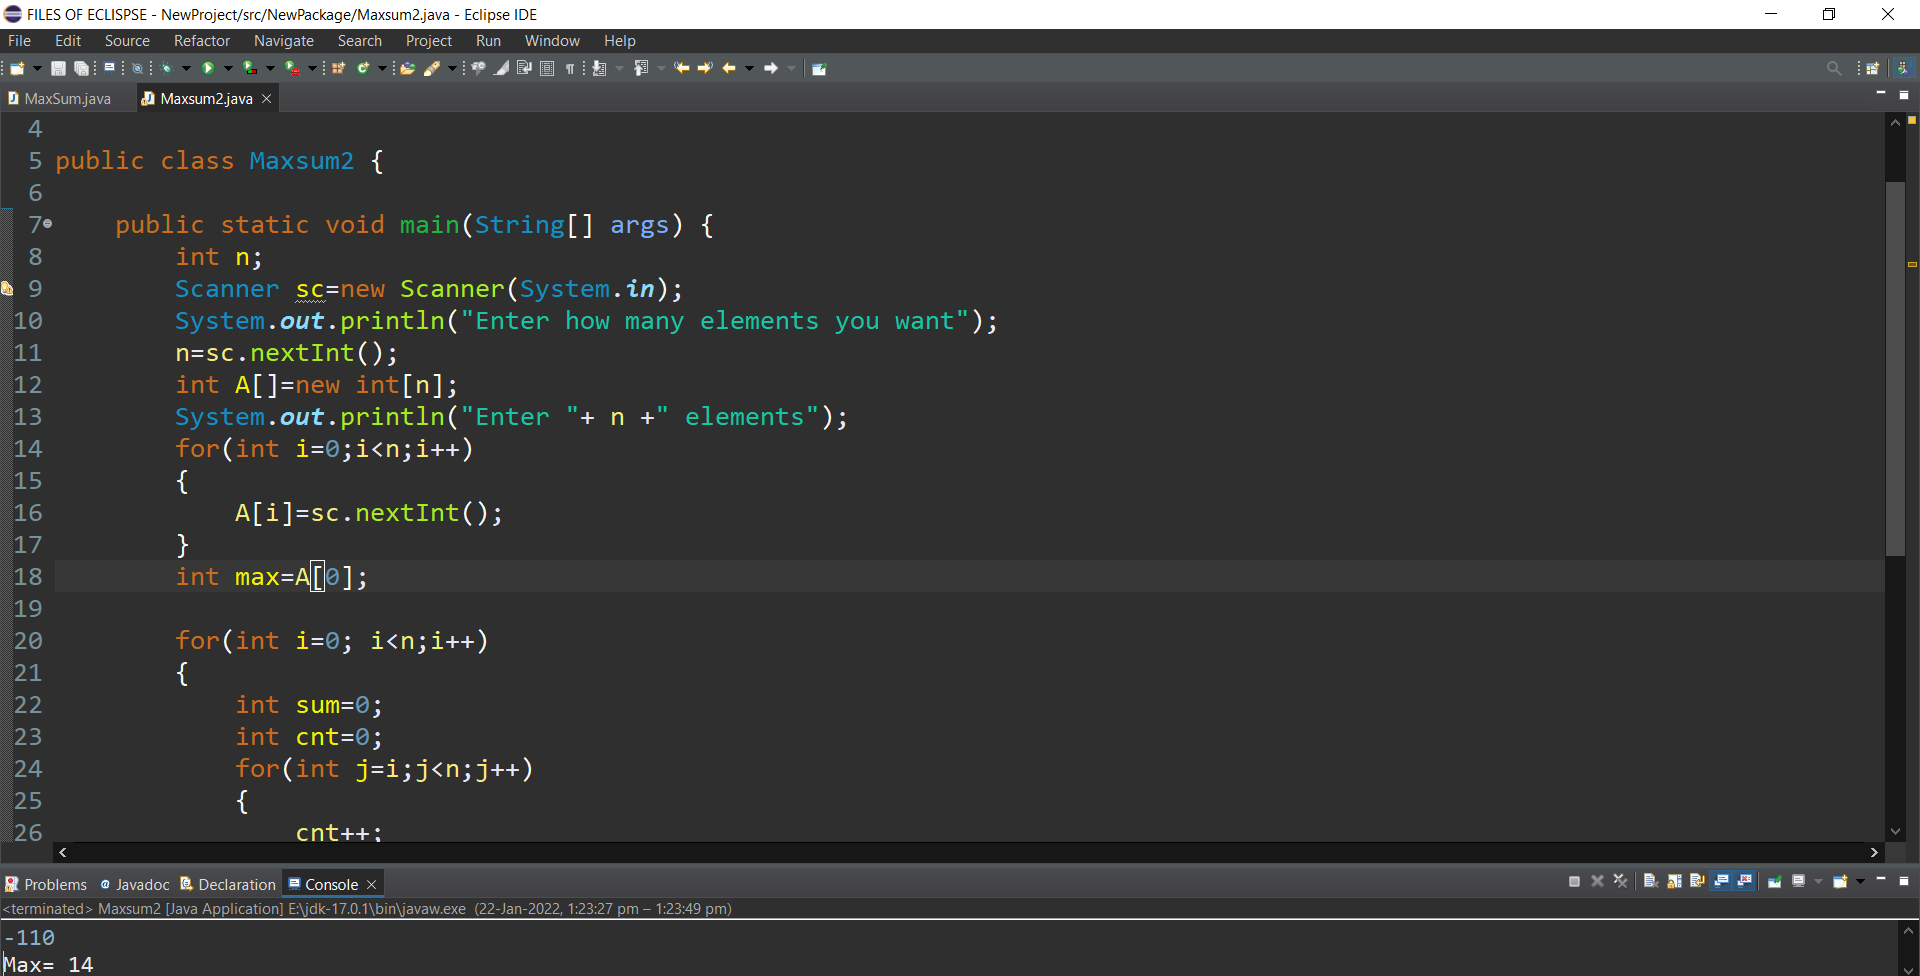 FILES OF ECLISPSE - NewProject/src/NewPackage/Maxsum2.java - Eclipse IDE
File Edit Source Refactor Navigate Search Project Run Window Help
MaxSum.java Maxsum2.java
4
5 public class Maxsum2 {
6
7 public static void main(String[] args) {
8 int n;
9 Scanner sc=new Scanner(System.in);
10 System.out.println("Enter how many elements you want");
11 n=sc.nextInt();
12 int A[]=new int[n];
13 System.out.println("Enter "+ n +" elements");
14 for(int i=0;i<n;i++)
15 {
16 A[i]=sc.nextInt();
17 }
18 int max=A[0];
19
20 for(int i=0; i<n;i++)
21 {
22 int sum=0;
23 int cnt=0;
24 for(int j=i;j<n;j++)
25 {
26 cnt++;
Problems Javadoc Declaration Console
<terminated> Maxsum2 [Java Application] E:\jdk-17.0.1\bin\javaw.exe (22-Jan-2022, 1:23:27 pm – 1:23:49 pm)
-110
Max= 14